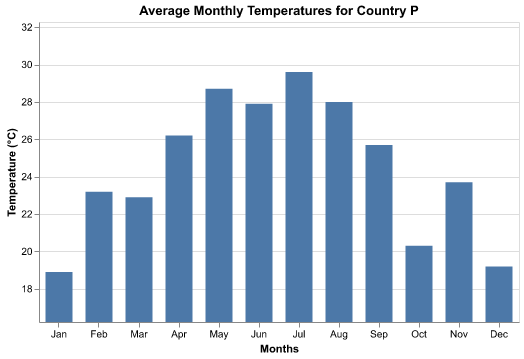 Average Monthly Temperatures for Country P
32
30
28
26
24
22
20
18
Temperature (°C)
Jan Feb Mar Apr May Jun Jul Aug Sep Oct Nov Dec
Months